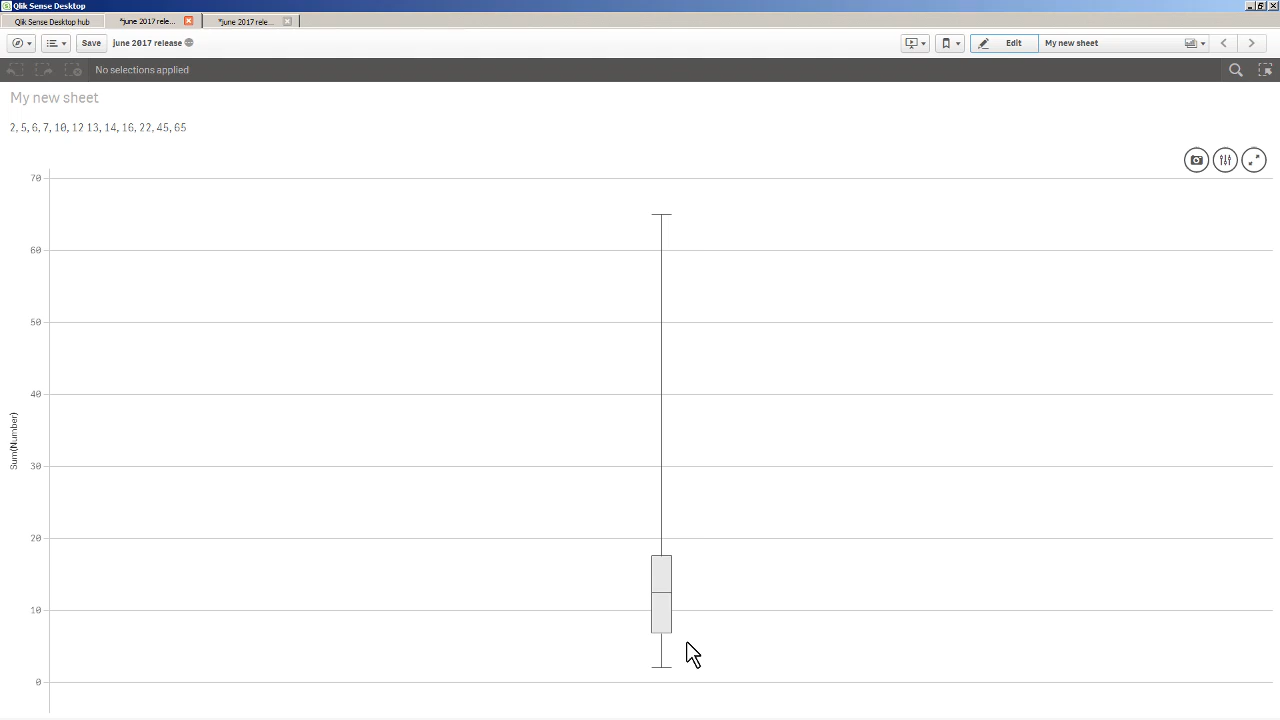 Qlik Sense Desktop
Qlik Sense Desktop hub
*june 2017 rele...
*june 2017 rele...
Save
june 2017 release
Edit
My new sheet
No selections applied
My new sheet
2, 5, 6, 7, 10, 12 13, 14, 16, 22, 45, 65
70
60
50
40
30
20
10
0
Sum(Number)